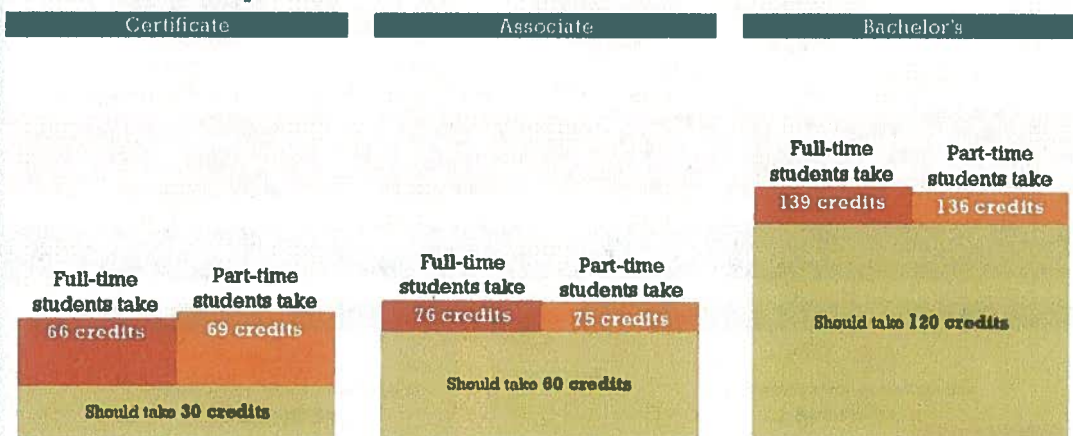 Certificate
Full-time
students take
66 credits
Part-time
students take
69 credits
Should take 30 credits
Associate
Full-time
students take
76 credits
Part-time
students take
75 credits
Should take 60 credits
Bachelor's
Full-time
students take
139 credits
Part-time
students take
136 credits
Should take 120 credits